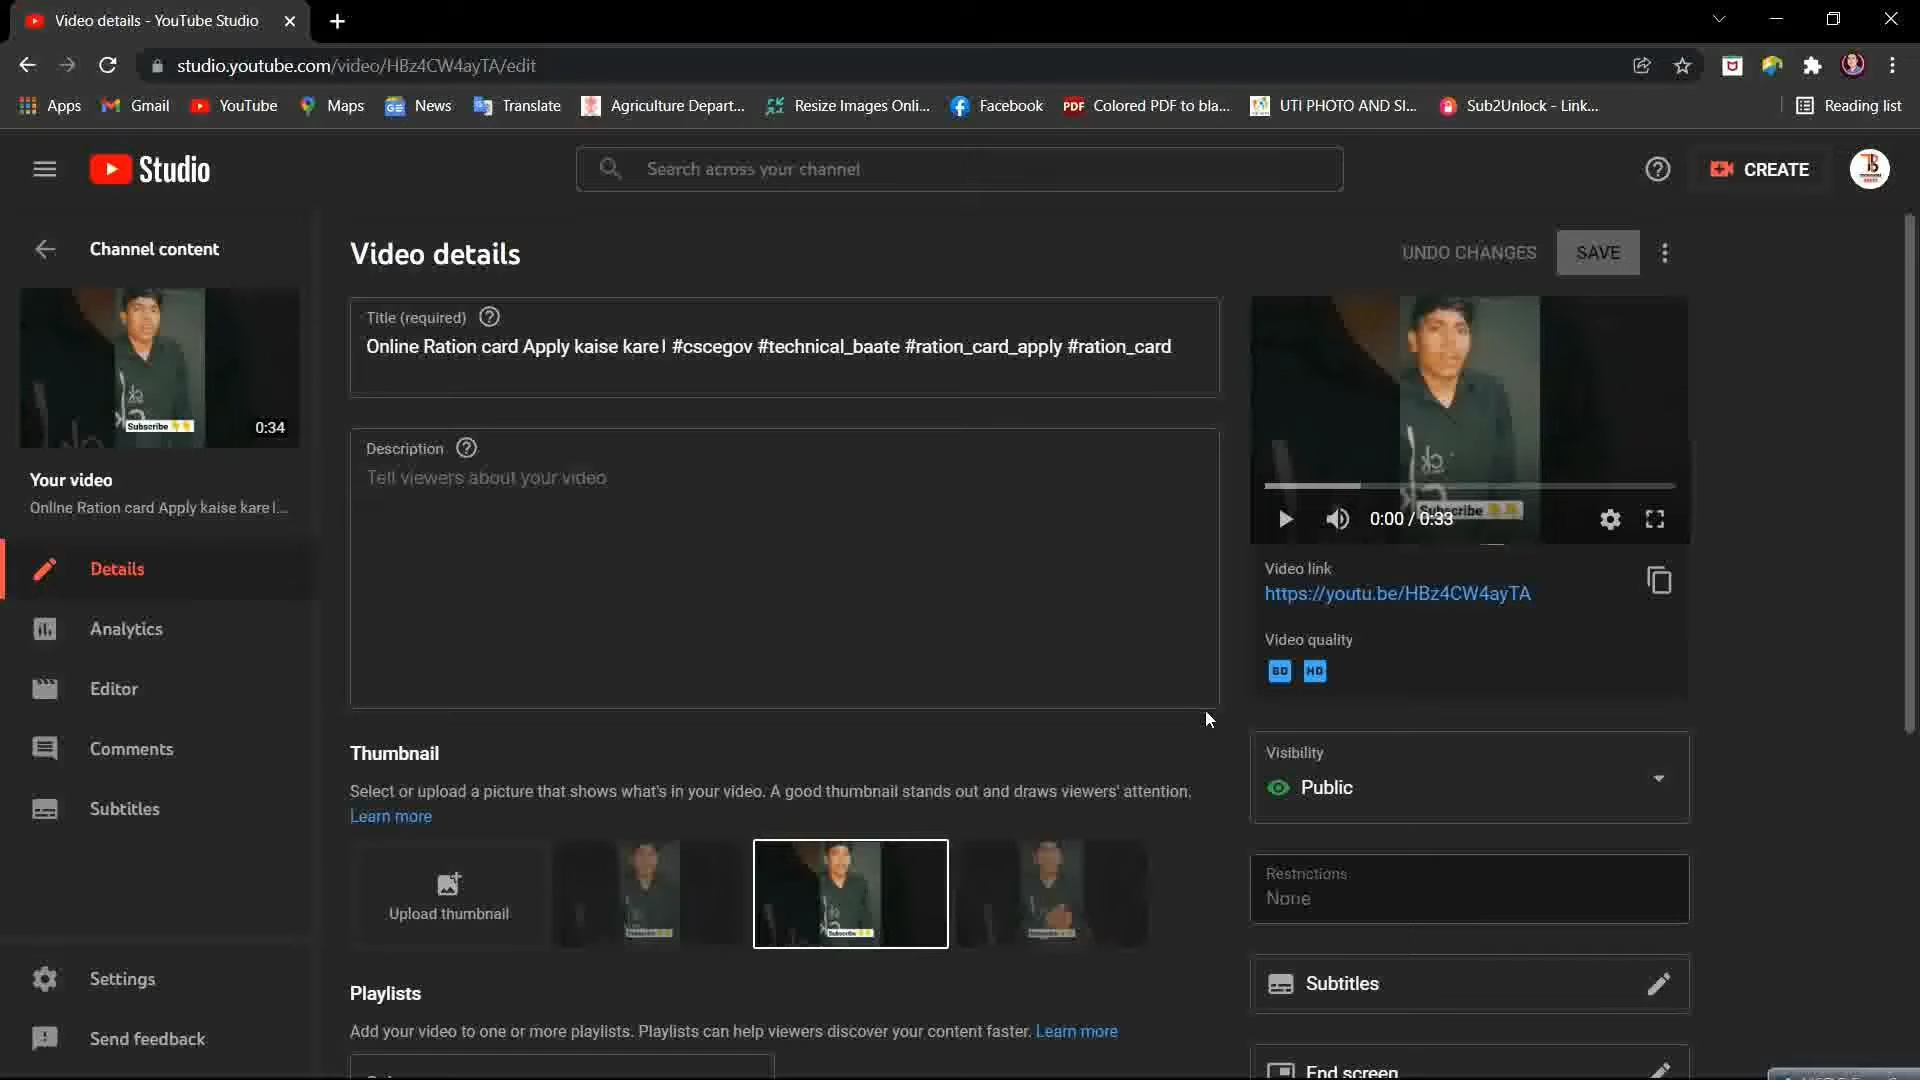 Video details - YouTube Studio
studio.youtube.com/video/HBz4CW4ayTA/edit
Apps Gmail YouTube Maps News Translate Agriculture Depart... Resize Images Onli... Facebook PDF Colored PDF to bla... UTI PHOTO AND SI... Sub2Unlock - Link... Reading list
Studio
Search across your channel
CREATE
Channel content
Subscribe
0:34
Your video
Online Ration card Apply kaise kare।...
Details
Analytics
Editor
Comments
Subtitles
Settings
Send feedback
Video details
UNDO CHANGES SAVE
Title (required)
Online Ration card Apply kaise kare। #cscegov #technical_baate #ration_card_apply #ration_card
Description
Tell viewers about your video
Thumbnail
Select or upload a picture that shows what's in your video. A good thumbnail stands out and draws viewers' attention.
Learn more
Upload thumbnail
Subscribe
Subscribe
Subscribe
Playlists
Add your video to one or more playlists. Playlists can help viewers discover your content faster. Learn more
Subscribe
0:00 / 0:33
Video link
https://youtu.be/HBz4CW4ayTA
Video quality
SD HD
Visibility
Public
Restrictions
None
Subtitles
End screen